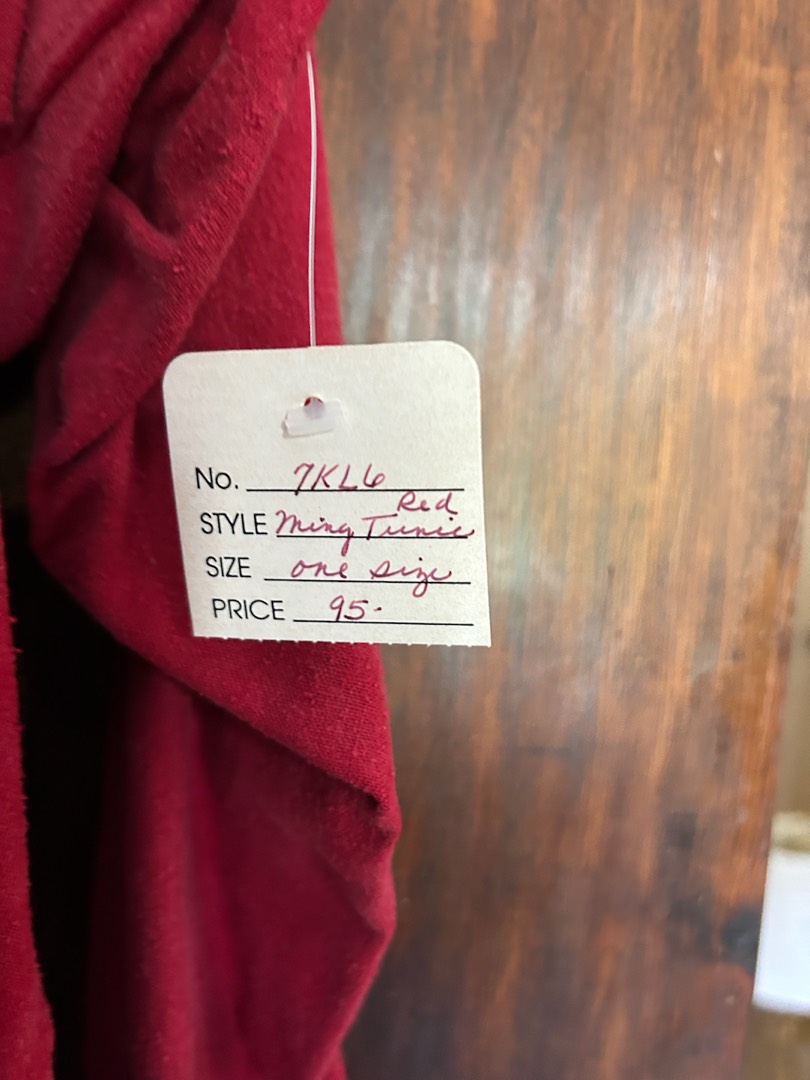 No. 7KL6
Red
STYLE Ming Tunic
SIZE one size
PRICE 95.